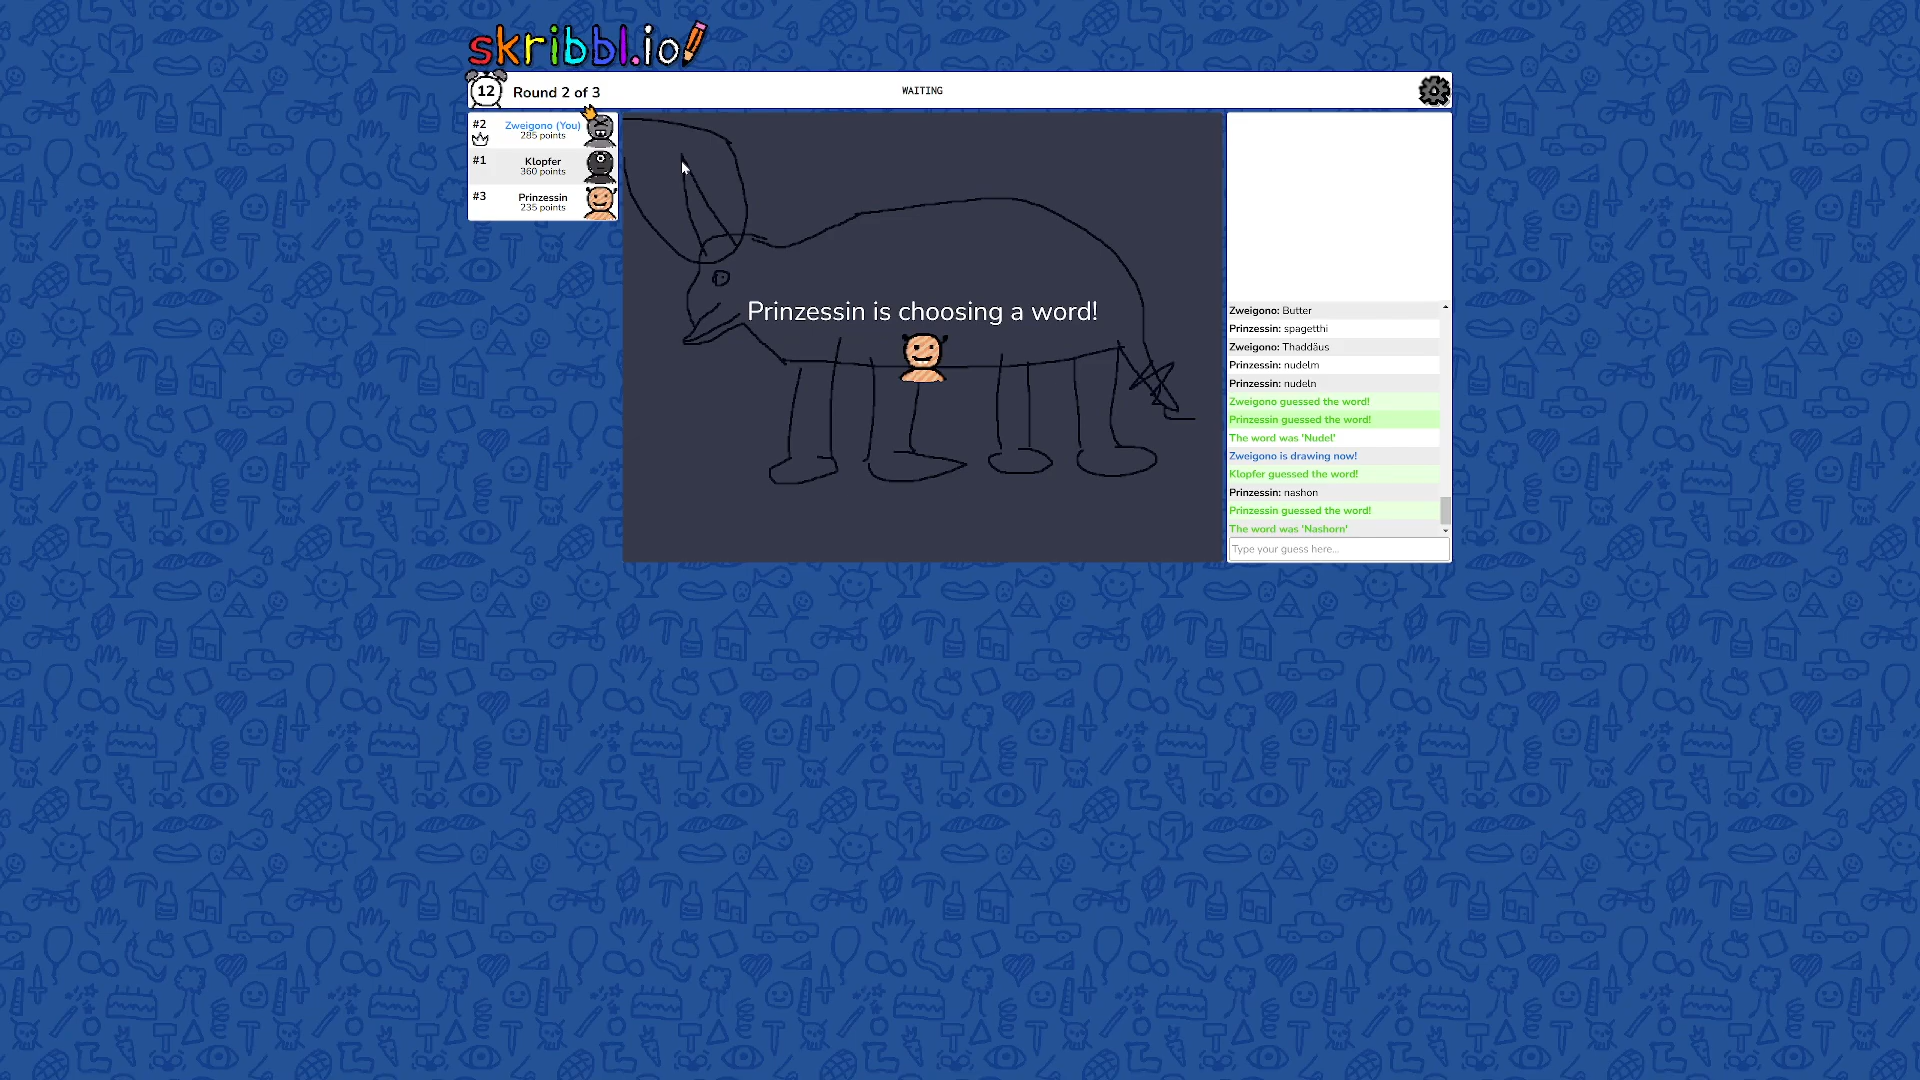 skribbl.io
12
Round 2 of 3
WAITING
#2
Zweigono (You)
285 points
#1
Klopfer
360 points
#3
Prinzessin
235 points
Prinzessin is choosing a word!
Zweigono: Butter
Prinzessin: spagetthi
Zweigono: Thaddäus
Prinzessin: nudelm
Prinzessin: nudeln
Zweigono guessed the word!
Prinzessin guessed the word!
The word was 'Nudel'
Zweigono is drawing now!
Klopfer guessed the word!
Prinzessin: nashon
Prinzessin guessed the word!
The word was 'Nashorn'
Type your guess here...